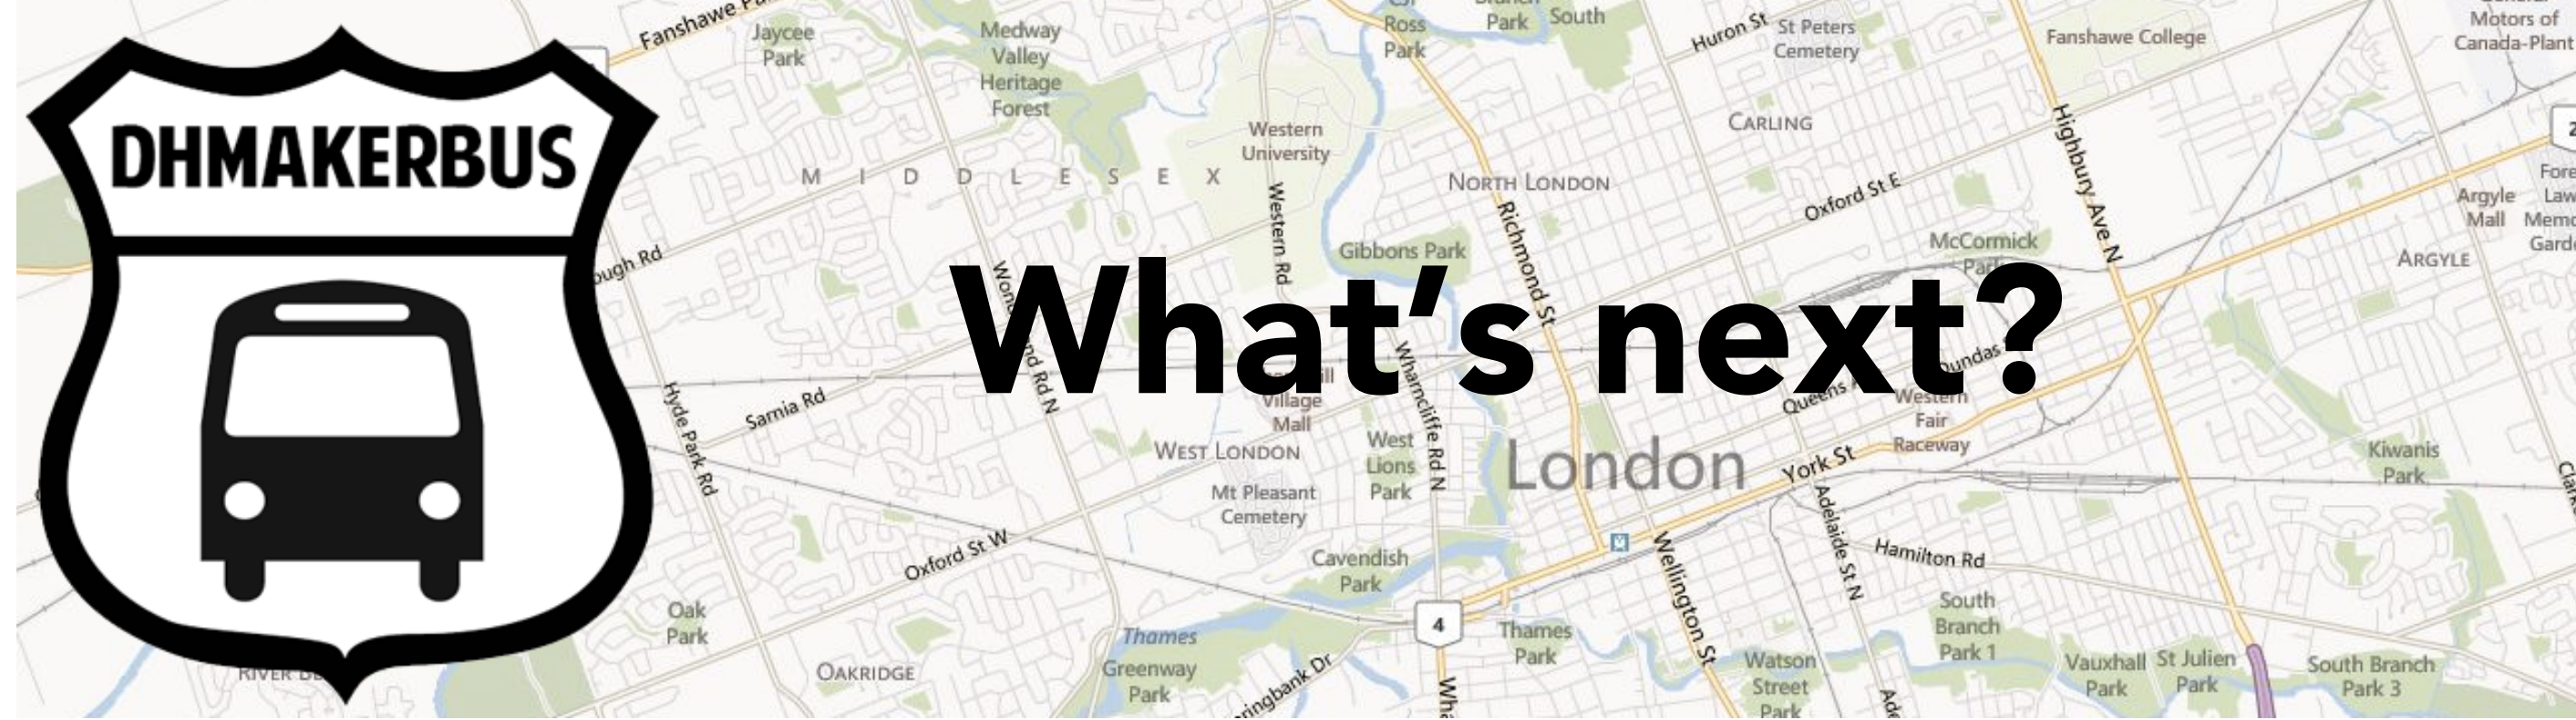 DHMAKERBUS
What's next?
Fanshawe
Jaycee
Park
Medway
Valley
Heritage
Forest
Ross
Park
Park
South
Huron St
St Peters
Cemetery
Fanshawe College
Motors of
Canada-Plant
Western
University
CARLING
Highbury Ave N
MIDDLESEX
NORTH LONDON
Western Rd
Richmond St
Oxford St E
Argyle
Mall
Gibbons Park
McCormick
Park
ARGYLE
Rd
Rd N
Hyde Park Rd
Sarnia Rd
Village
Mall
Wharncliffe Rd N
Queens
Dundas
Western
Fair
Raceway
WEST LONDON
West
Lions
Park
London
York St
Kiwanis
Park
Mt Pleasant
Cemetery
Oxford St W
Cavendish
Park
Wellington St
Adelaide St N
Hamilton Rd
Oak
Park
4
Thames
Park
South
Branch
Park 1
Thames
Greenway
Park
OAKRIDGE
Dr
Watson
Street
Park
Vauxhall
Park
St Julien
Park
South Branch
Park 3
RIVER